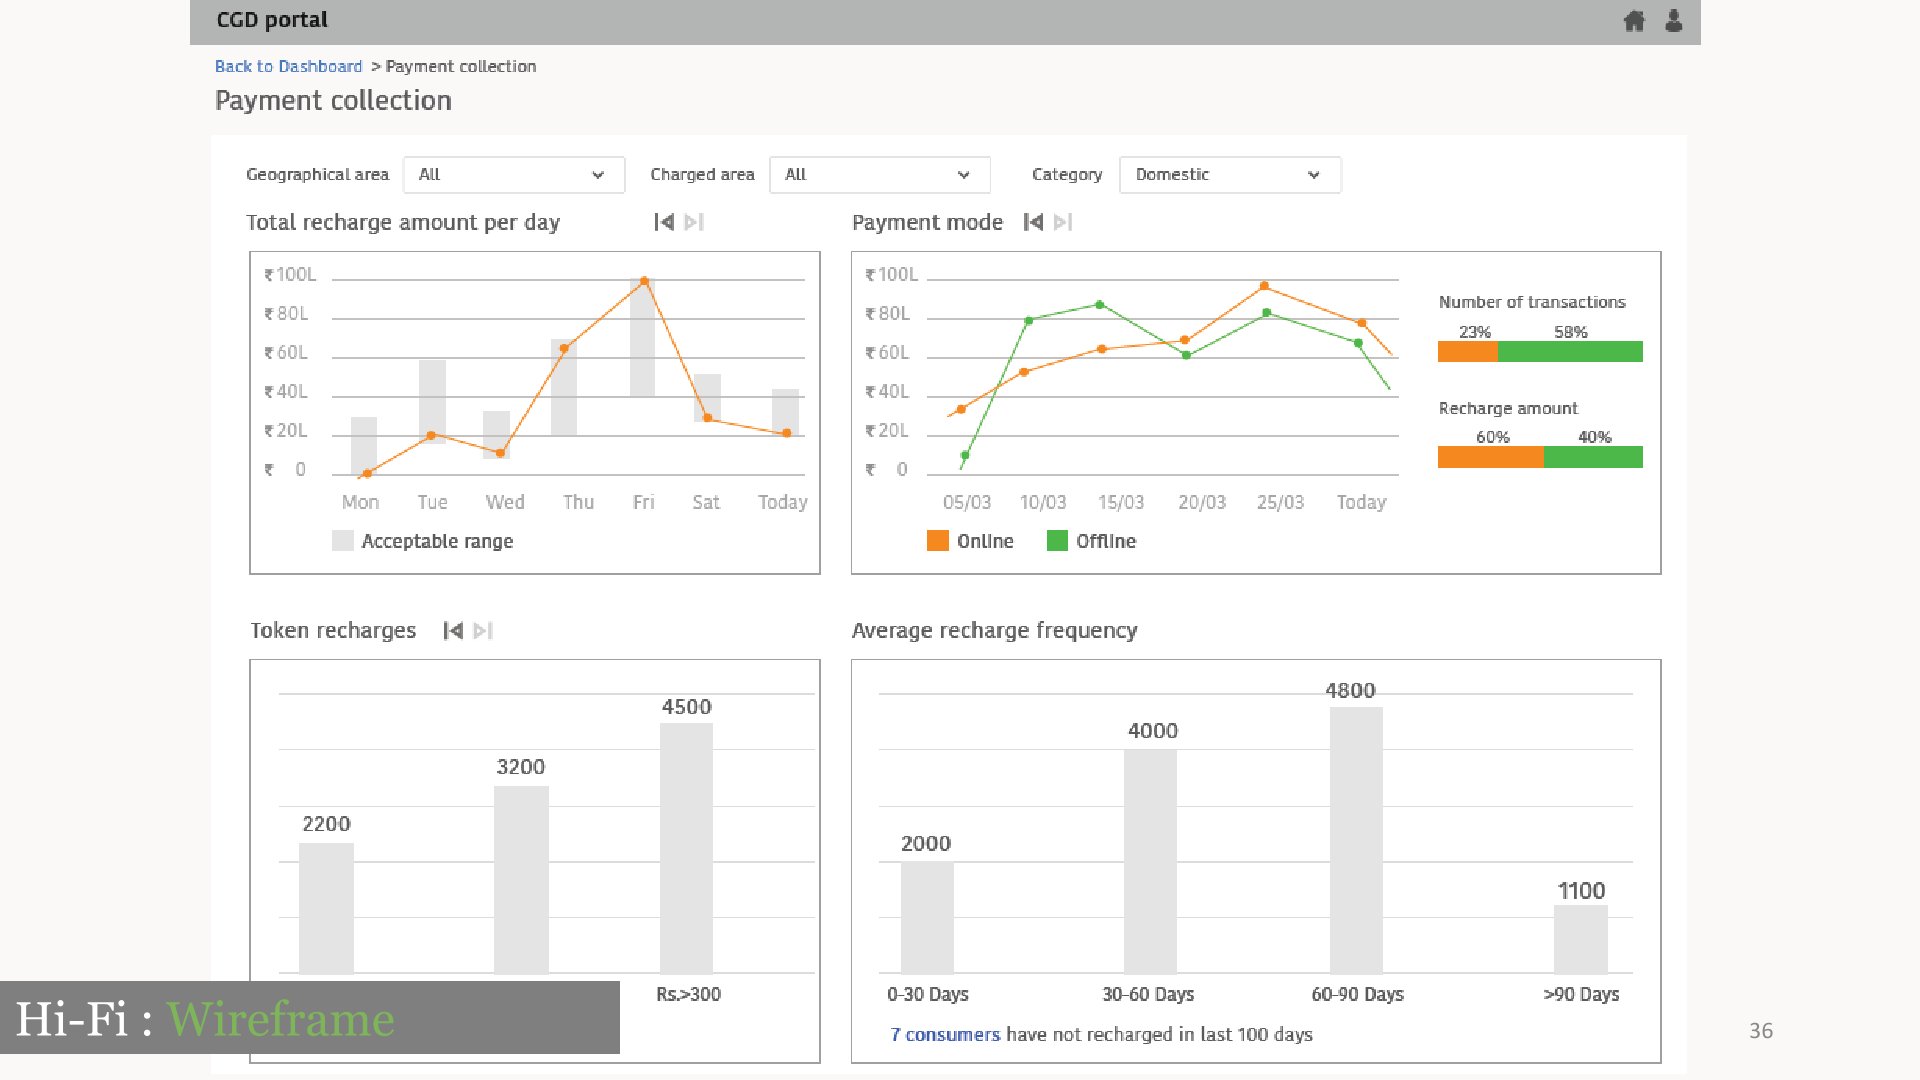 CGD portal
Back to Dashboard > Payment collection
Payment collection
Geographical area All Charged area All Category Domestic
Total recharge amount per day
₹100L
₹80L
₹60L
₹40L
₹20L
₹ 0
Mon Tue Wed Thu Fri Sat Today
Acceptable range
Payment mode
₹100L
₹80L
₹60L
₹40L
₹20L
₹ 0
05/03 10/03 15/03 20/03 25/03 Today
Online Offline
Number of transactions
23% 58%
Recharge amount
60% 40%
Token recharges
4500
3200
2200
Rs.>300
Average recharge frequency
4800
4000
2000
1100
0-30 Days 30-60 Days 60-90 Days >90 Days
7 consumers have not recharged in last 100 days
Hi-Fi : Wireframe
36